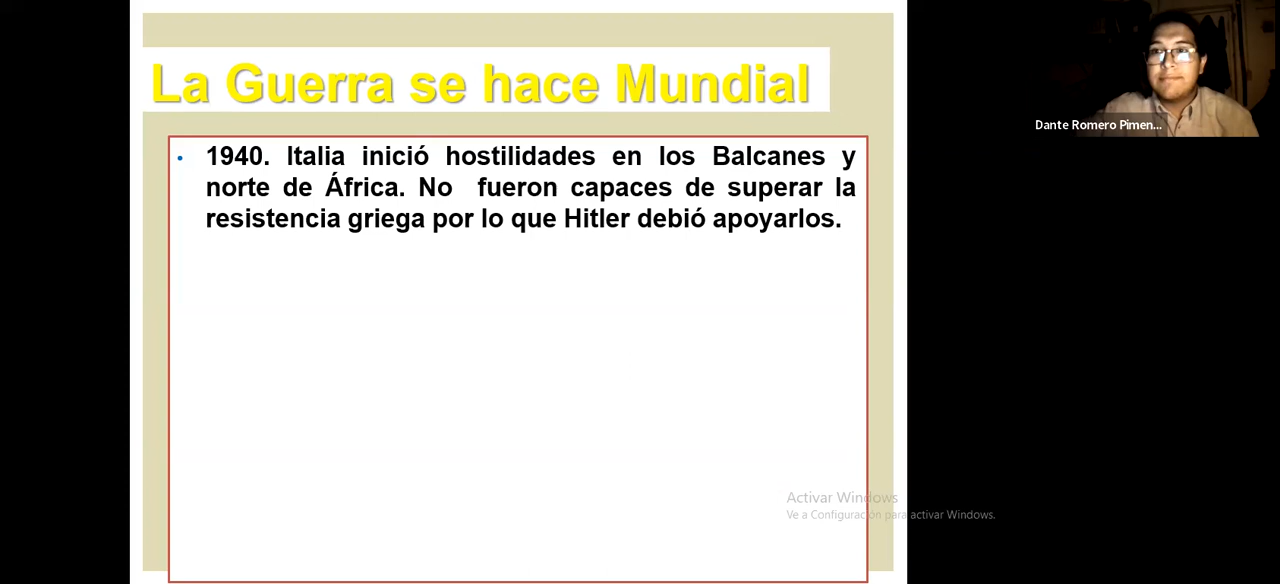 La Guerra se hace Mundial
• 1940. Italia inició hostilidades en los Balcanes y
norte de África. No fueron capaces de superar la
resistencia griega por lo que Hitler debió apoyarlos.
Dante Romero Pimen...
Activar Windows
Ve a Configuración para activar Windows.